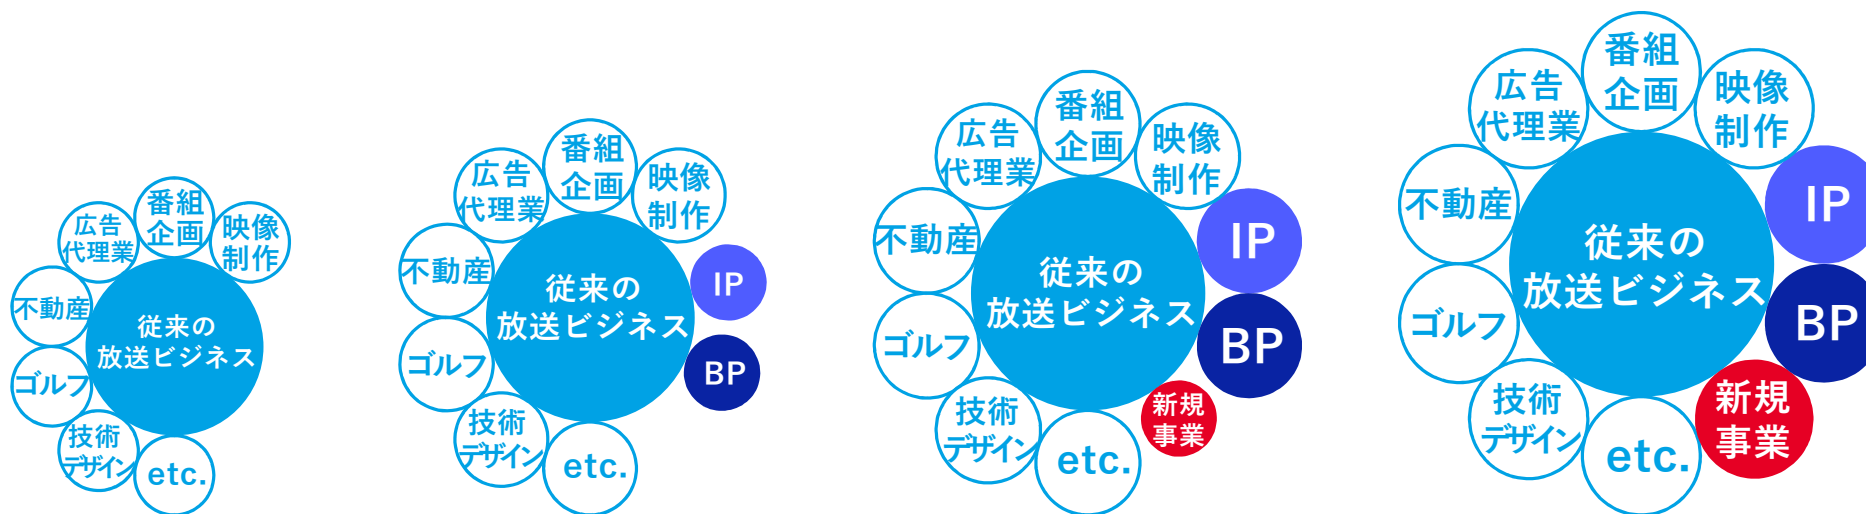 番組
企画
映像
制作
広告
代理業
不動産
ゴルフ
技術
デザイン
etc.
従来の
放送ビジネス
番組
企画
映像
制作
広告
代理業
不動産
ゴルフ
技術
デザイン
etc.
従来の
放送ビジネス
IP
BP
番組
企画
映像
制作
広告
代理業
不動産
ゴルフ
技術
デザイン
etc.
従来の
放送ビジネス
IP
BP
新規
事業
番組
企画
映像
制作
広告
代理業
不動産
ゴルフ
技術
デザイン
etc.
従来の
放送ビジネス
IP
BP
新規
事業